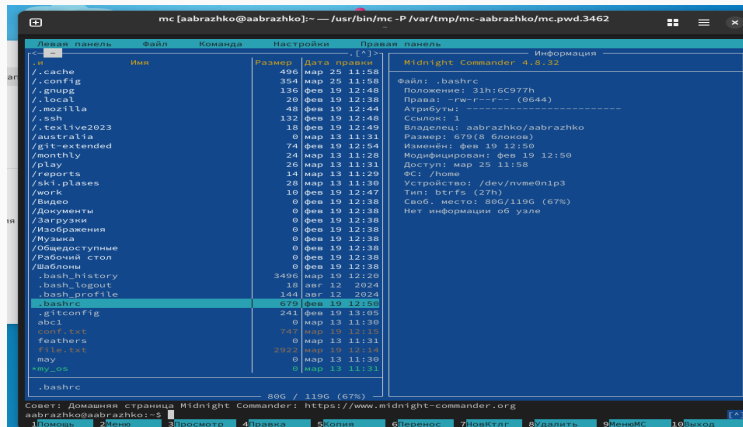 mc [aabrazhko@aabrazhko]:~ — /usr/bin/mc -P /var/tmp/mc-aabrazhko/mc.pwd.3462
Левая панель Файл Команда Настройки Правая панель
<— ~ —.[^]>
.и Имя Размер Дата правки
/.cache 496 мар 25 11:58
/.config 354 мар 25 11:58
/.gnupg 136 фев 19 12:48
/.local 20 фев 19 12:38
/.mozilla 48 фев 19 12:44
/.ssh 132 фев 19 12:48
/.texlive2023 18 фев 19 12:49
/australia 0 мар 13 11:31
/git-extended 74 фев 19 12:54
/monthly 24 мар 13 11:28
/play 26 мар 13 11:31
/reports 14 мар 13 11:29
/ski.plases 28 мар 13 11:30
/work 10 фев 19 12:47
/Видео 0 фев 19 12:38
/Документы 0 фев 19 12:38
/Загрузки 0 фев 19 12:38
/Изображения 0 фев 19 12:38
/Музыка 0 фев 19 12:38
/Общедоступные 0 фев 19 12:38
/Рабочий стол 0 фев 19 12:38
/Шаблоны 0 фев 19 12:38
.bash_history 3496 мар 19 12:20
.bash_logout 18 авг 12 2024
.bash_profile 144 авг 12 2024
.bashrc 679 фев 19 12:50
.gitconfig 241 фев 19 13:05
abc1 0 мар 13 11:30
conf.txt 747 мар 19 12:15
feathers 0 мар 13 11:31
file.txt 2922 мар 19 12:14
may 0 мар 13 11:30
*my_os 0 мар 13 11:31
.bashrc
80G / 119G (67%)
Информация
Midnight Commander 4.8.32
Файл: .bashrc
Положение: 31h:6C977h
Права: -rw-r--r-- (0644)
Атрибуты: ----------------------
Ссылок: 1
Владелец: aabrazhko/aabrazhko
Размер: 679(8 блоков)
Изменён: фев 19 12:50
Модифицирован: фев 19 12:50
Доступ: мар 25 11:58
ФС: /home
Устройство: /dev/nvme0n1p3
Тип: btrfs (27h)
Своб. место: 80G/119G (67%)
Нет информации об узле
Совет: Домашняя страница Midnight Commander: https://www.midnight-commander.org
aabrazhko@aabrazhko:~$ [^]
1Помощь 2Меню 3Просмотр 4Правка 5Копия 6Перенос 7НовКтлг 8Удалить 9МенюMC 10Выход